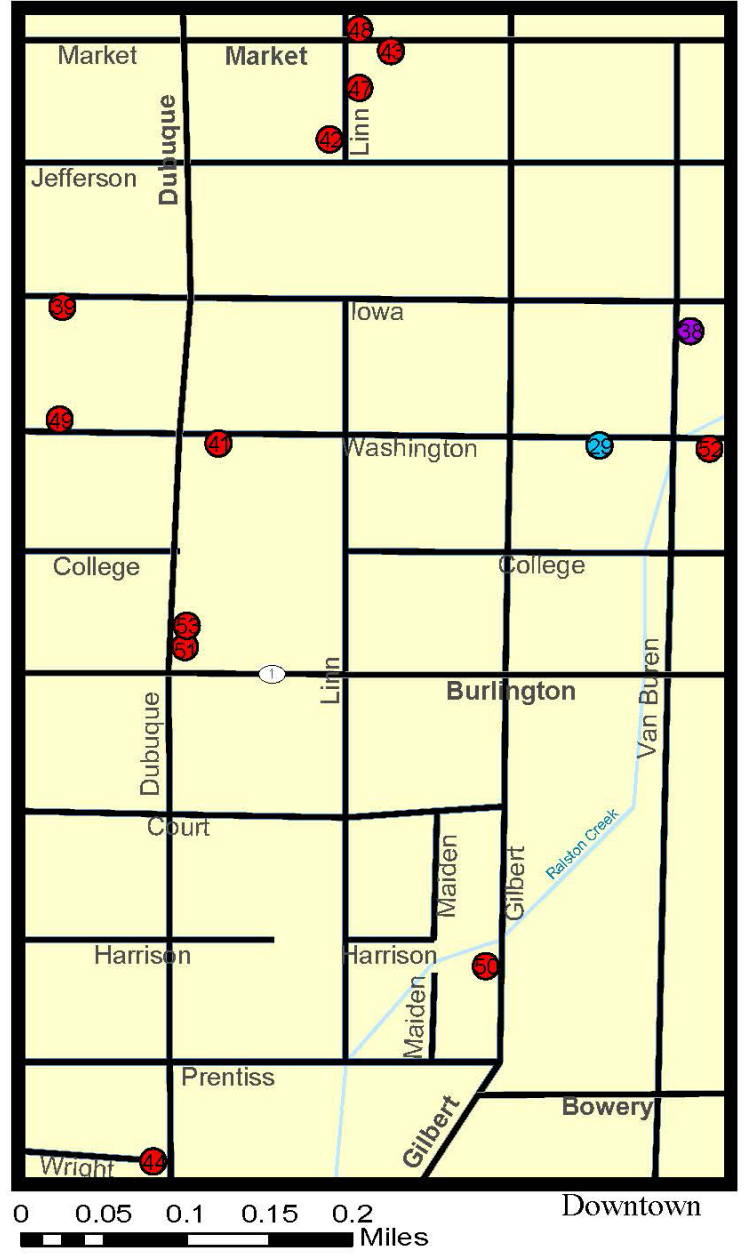 48
Market
Market
43
47
Dubuque
Linn
42
Jefferson
39
Iowa
38
49
41
Washington
29
52
College
College
53
51
1
Linn
Burlington
Van Buren
Dubuque
Court
Maiden
Gilbert
Ralston Creek
Harrison
Harrison
50
Maiden
Prentiss
Gilbert
Bowery
44
Wright
Downtown
0 0.05 0.1 0.15 0.2
Miles